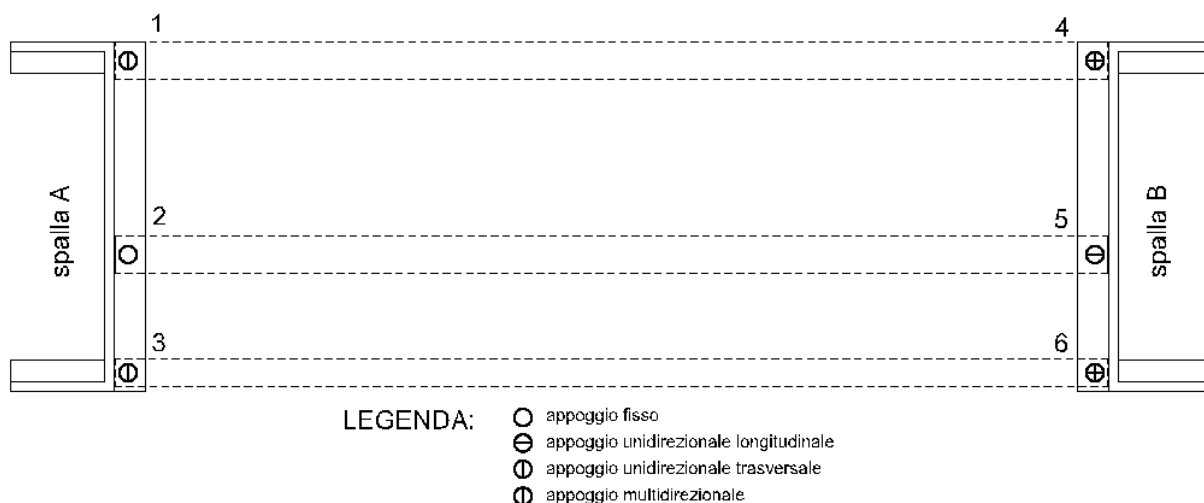 1
4
spalla A
2
5
spalla B
3
6
LEGENDA:
appoggio fisso
appoggio unidirezionale longitudinale
appoggio unidirezionale trasversale
appoggio multidirezionale